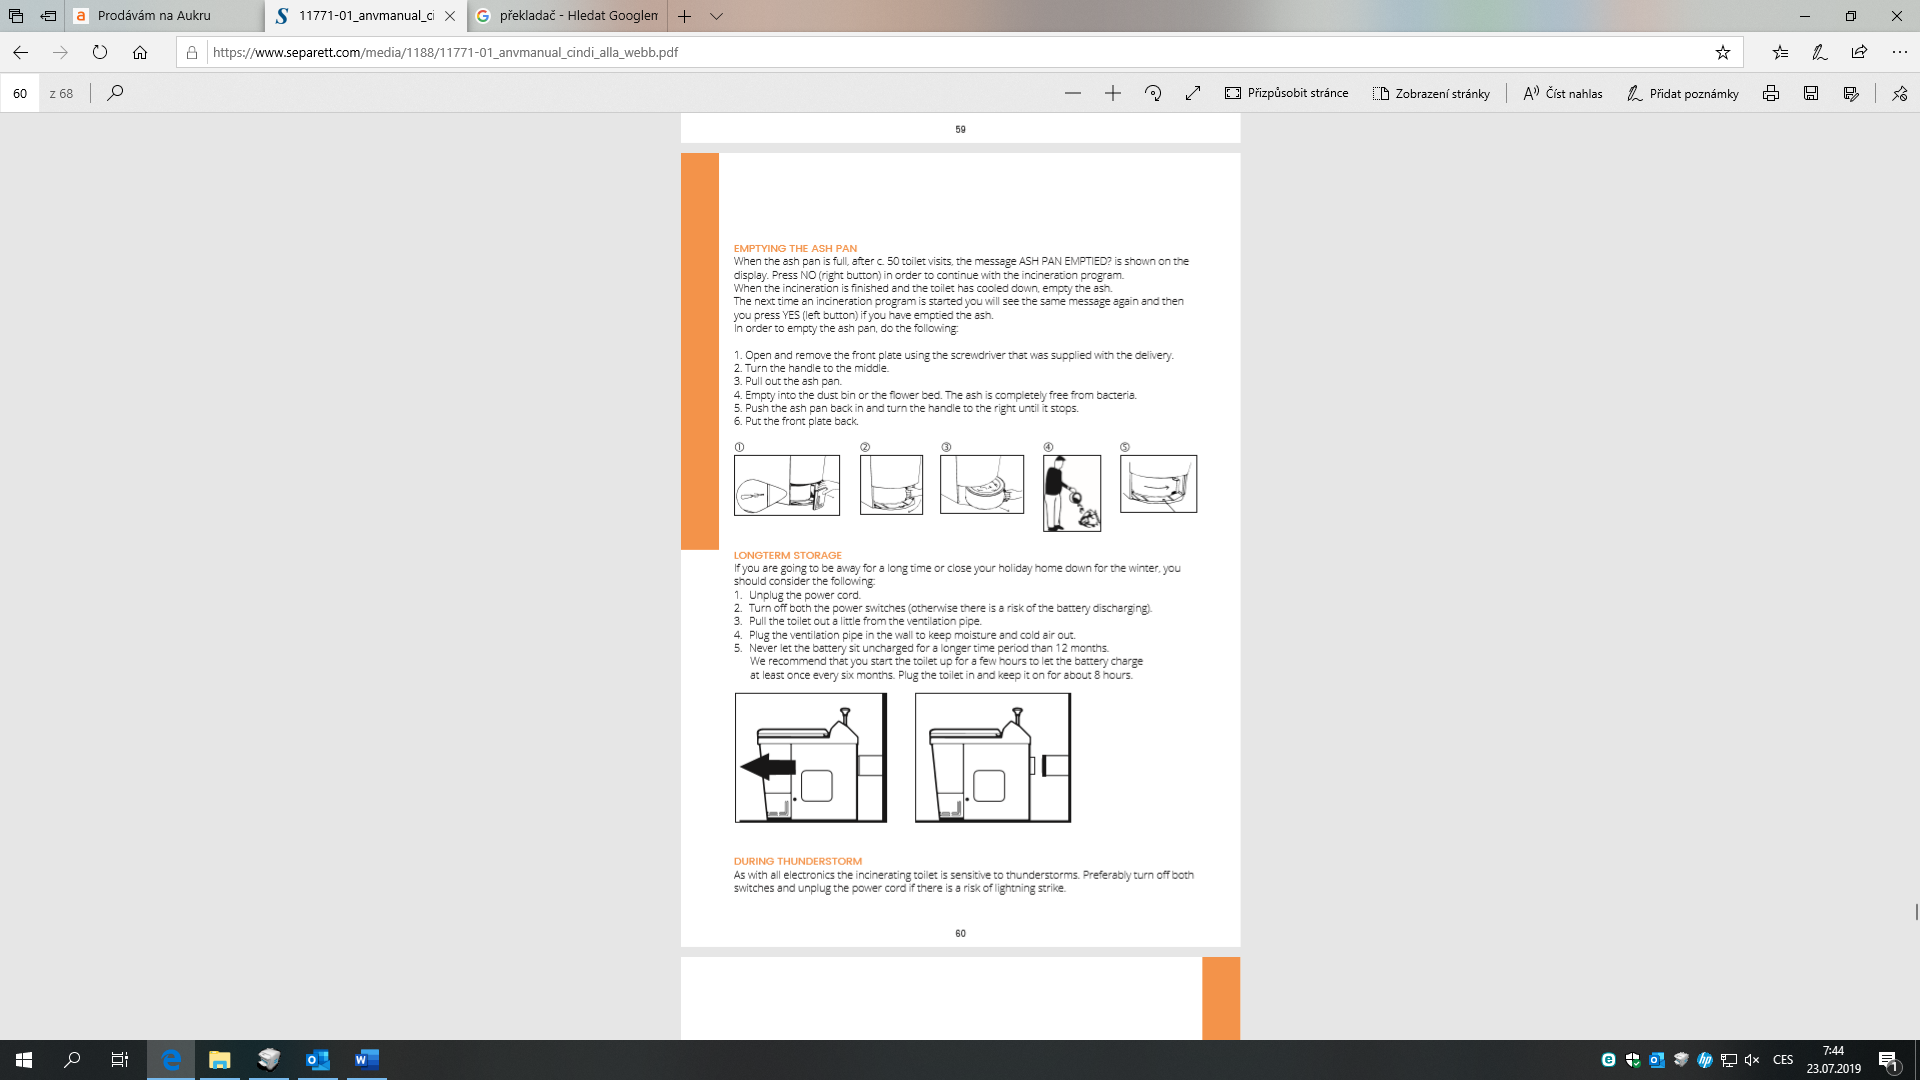 Prodávám na Aukru
11771-01_anvmanual_ci
překladač - Hledat Googlem
https://www.separett.com/media/1188/11771-01_anvmanual_cindi_alla_webb.pdf
60 z 68
Přizpůsobit stránce
Zobrazení stránky
Číst nahlas
Přidat poznámky
59
EMPTYING THE ASH PAN
When the ash pan is full, after c. 50 toilet visits, the message ASH PAN EMPTIED? is shown on the
display. Press NO (right button) in order to continue with the incineration program.
When the incineration is finished and the toilet has cooled down, empty the ash.
The next time an incineration program is started you will see the same message again and then
you press YES (left button) if you have emptied the ash.
In order to empty the ash pan, do the following:
1. Open and remove the front plate using the screwdriver that was supplied with the delivery.
2. Turn the handle to the middle.
3. Pull out the ash pan.
4. Empty into the dust bin or the flower bed. The ash is completely free from bacteria.
5. Push the ash pan back in and turn the handle to the right until it stops.
6. Put the front plate back.
① ② ③ ④ ⑤
LONGTERM STORAGE
If you are going to be away for a long time or close your holiday home down for the winter, you
should consider the following:
1. Unplug the power cord.
2. Turn off both the power switches (otherwise there is a risk of the battery discharging).
3. Pull the toilet out a little from the ventilation pipe.
4. Plug the ventilation pipe in the wall to keep moisture and cold air out.
5. Never let the battery sit uncharged for a longer time period than 12 months.
We recommend that you start the toilet up for a few hours to let the battery charge
at least once every six months. Plug the toilet in and keep it on for about 8 hours.
DURING THUNDERSTORM
As with all electronics the incinerating toilet is sensitive to thunderstorms. Preferably turn off both
switches and unplug the power cord if there is a risk of lightning strike.
60
CES
7:44
23.07.2019
1